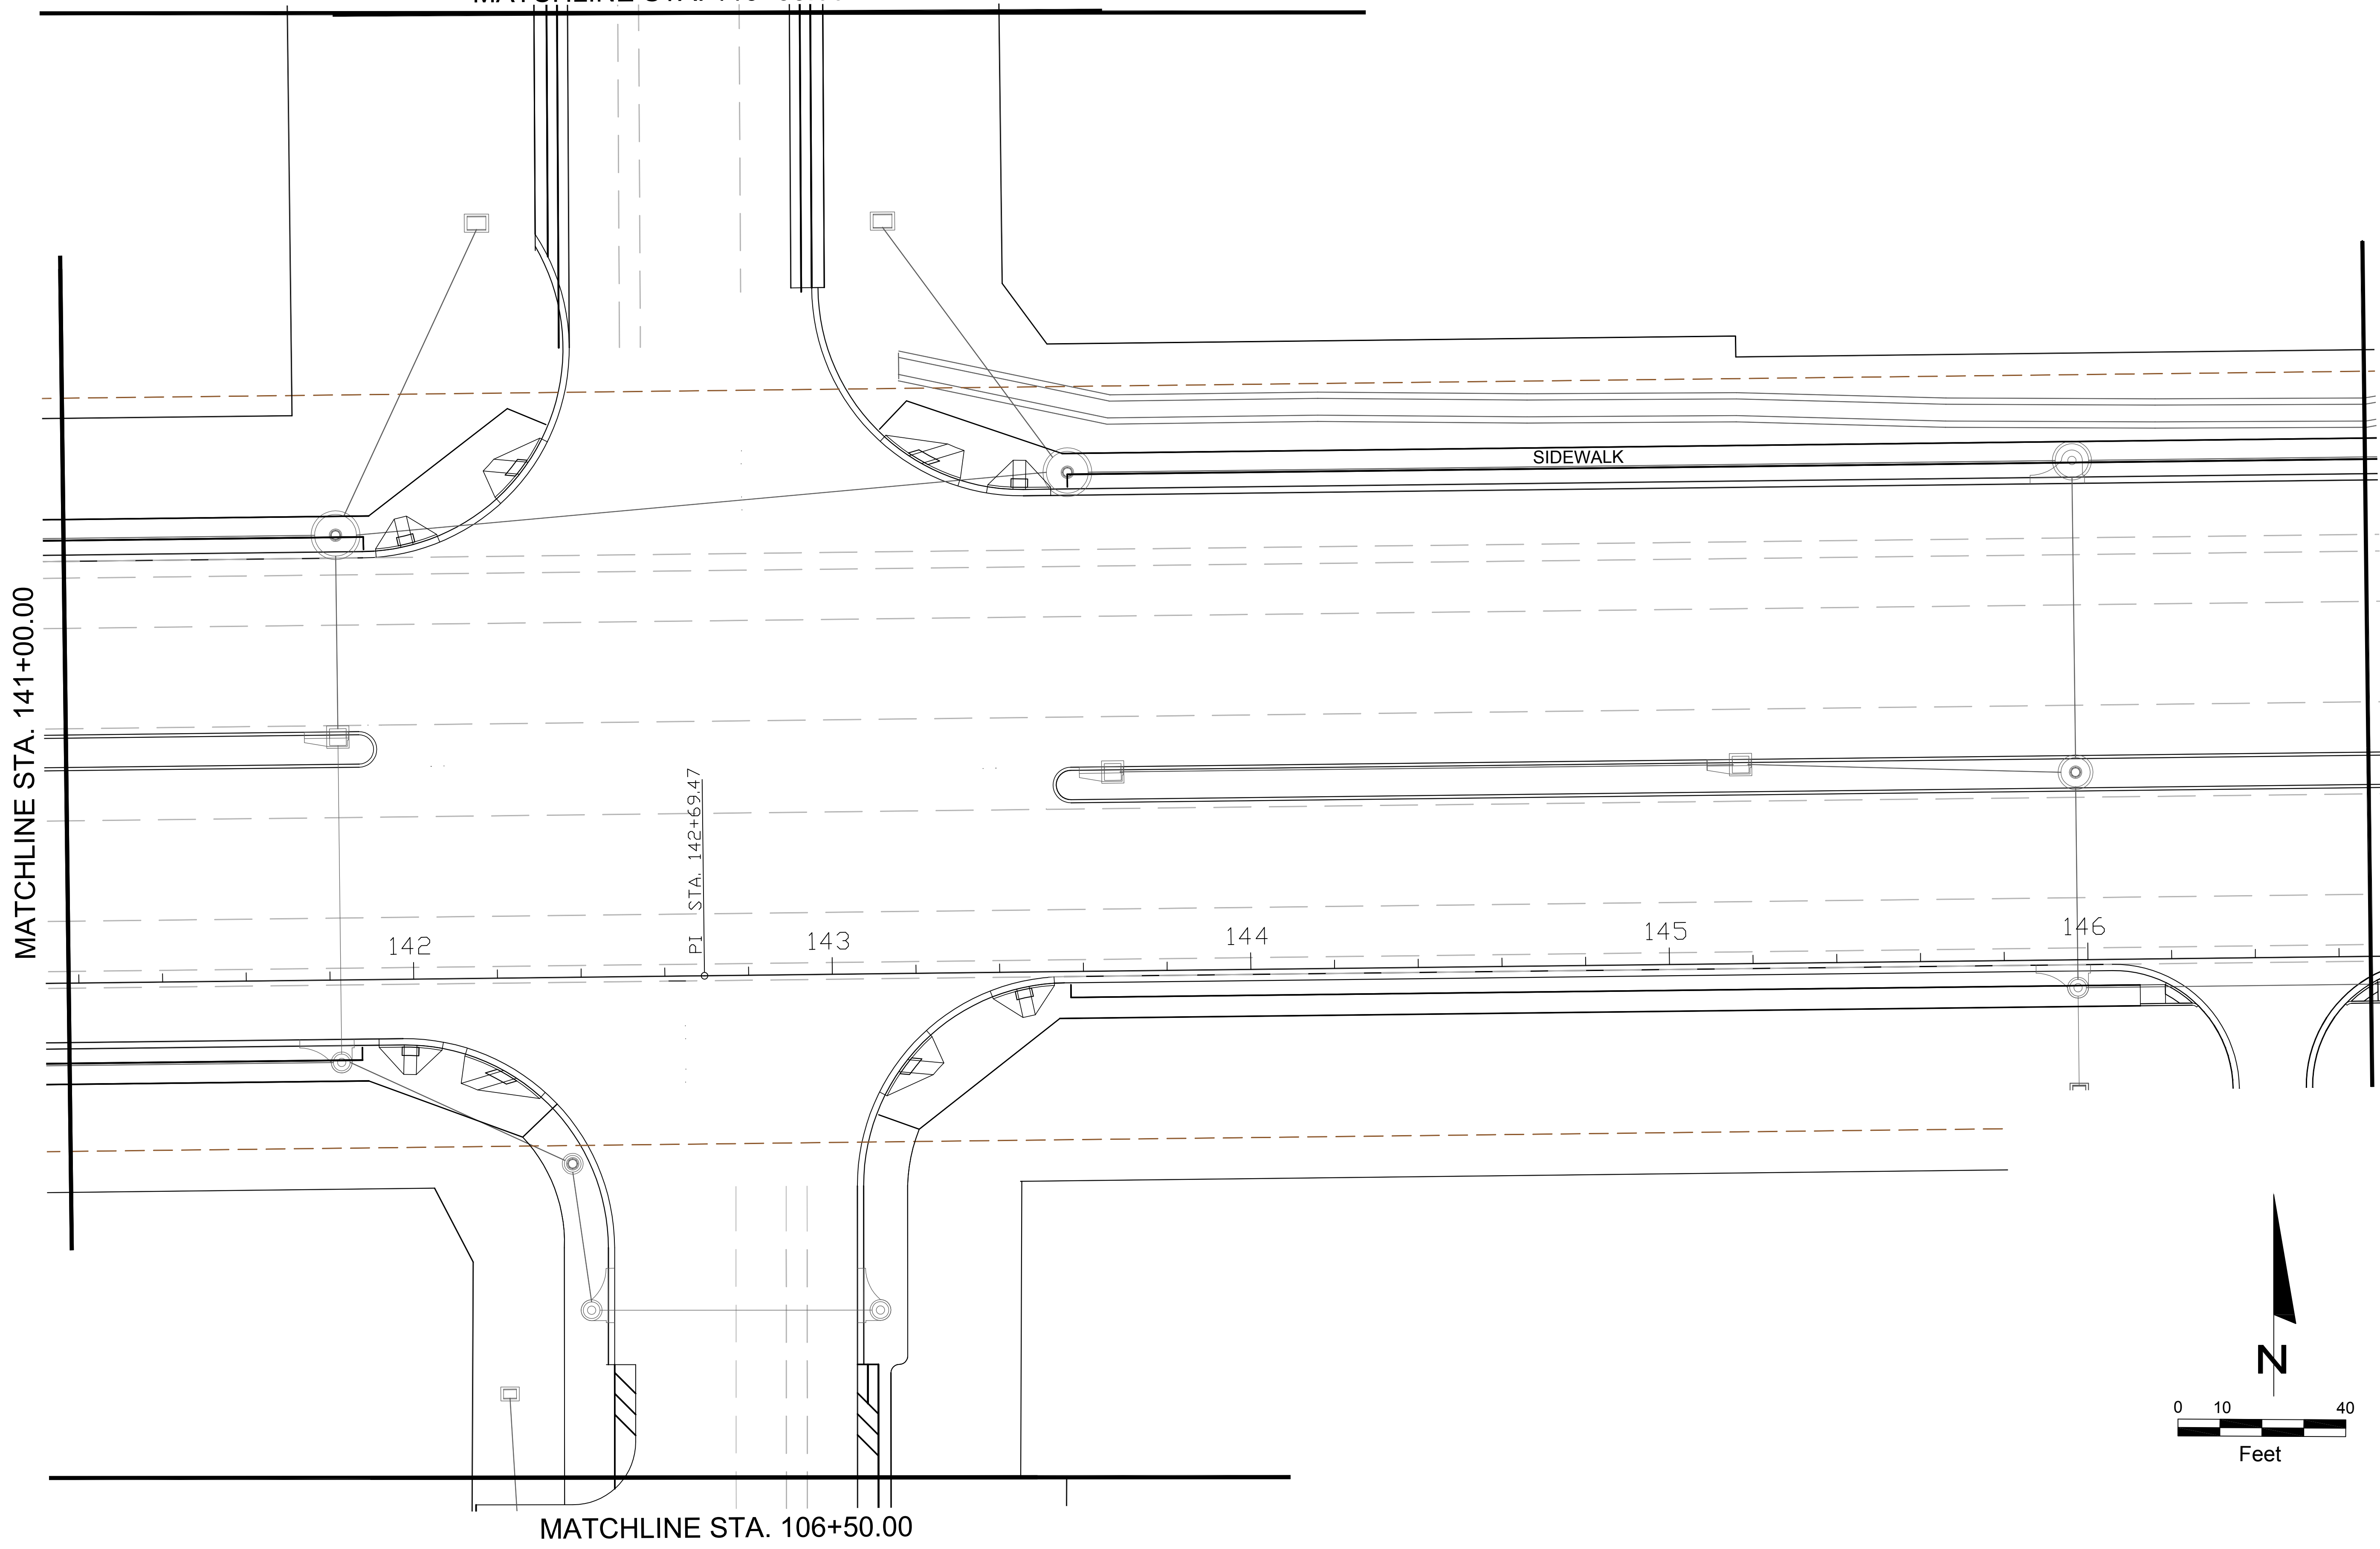 MATCHLINE STA. 141+00.00
SIDEWALK
PI STA. 142+69.47
142
143
144
145
146
N
0 10 40
Feet
MATCHLINE STA. 106+50.00